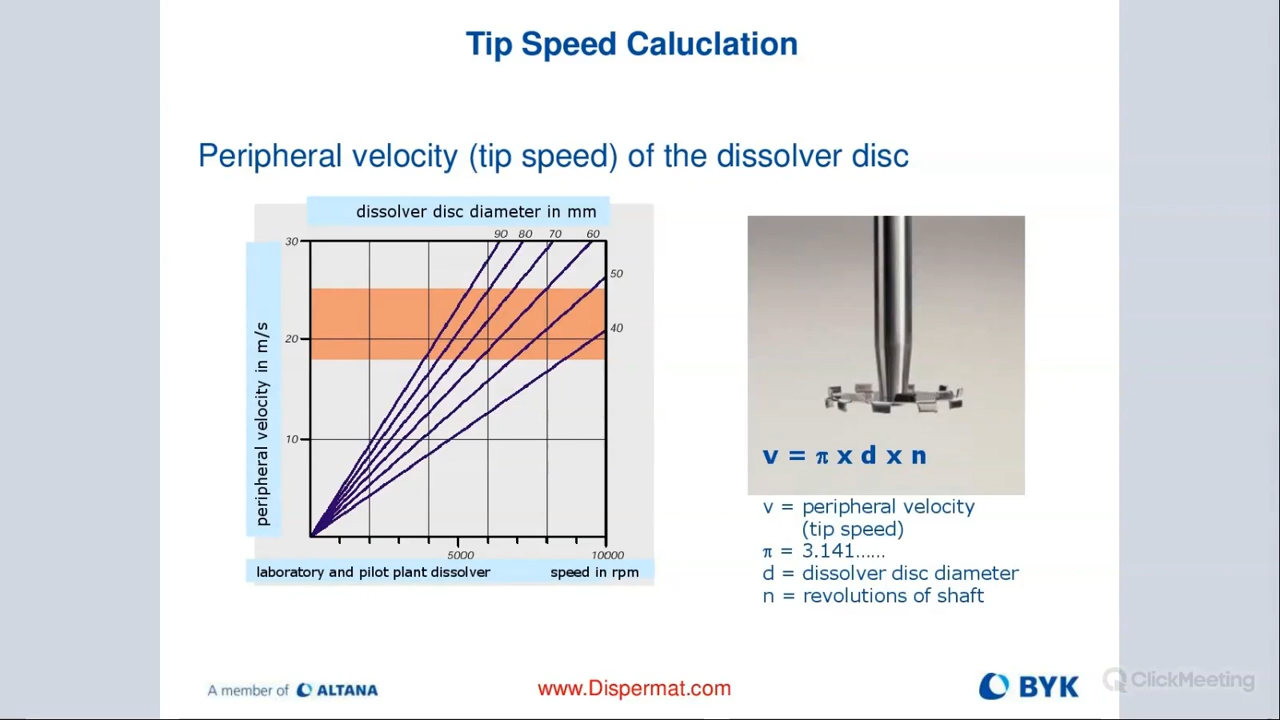 Tip Speed Caluclation
Peripheral velocity (tip speed) of the dissolver disc
dissolver disc diameter in mm
90 80 70 60
50
40
30
20
10
peripheral velocity in m/s
5000 10000
laboratory and pilot plant dissolver speed in rpm
v = π x d x n
v = peripheral velocity
(tip speed)
π = 3.141......
d = dissolver disc diameter
n = revolutions of shaft
A member of ALTANA
www.Dispermat.com
BYK
ClickMeeting